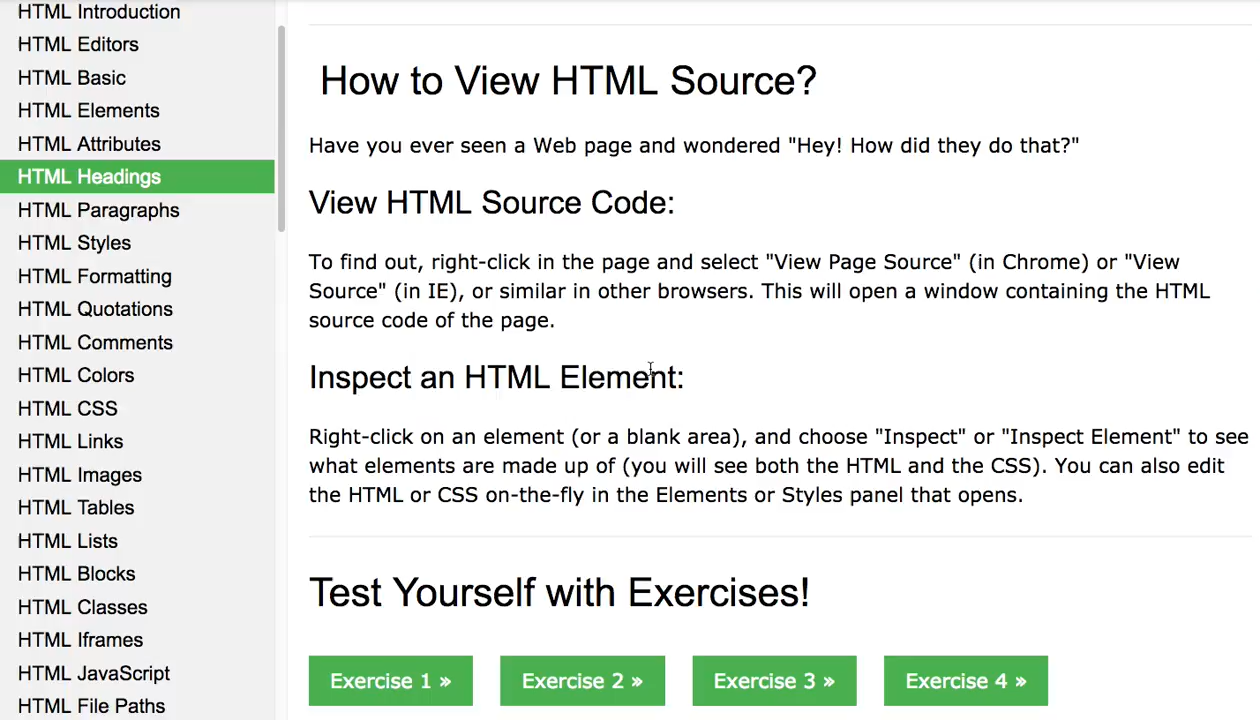 HTML Introduction
HTML Editors
HTML Basic
HTML Elements
HTML Attributes
HTML Headings
HTML Paragraphs
HTML Styles
HTML Formatting
HTML Quotations
HTML Comments
HTML Colors
HTML CSS
HTML Links
HTML Images
HTML Tables
HTML Lists
HTML Blocks
HTML Classes
HTML Iframes
HTML JavaScript
HTML File Paths
How to View HTML Source?
Have you ever seen a Web page and wondered "Hey! How did they do that?"
View HTML Source Code:
To find out, right-click in the page and select "View Page Source" (in Chrome) or "View
Source" (in IE), or similar in other browsers. This will open a window containing the HTML
source code of the page.
Inspect an HTML Element:
Right-click on an element (or a blank area), and choose "Inspect" or "Inspect Element" to see
what elements are made up of (you will see both the HTML and the CSS). You can also edit
the HTML or CSS on-the-fly in the Elements or Styles panel that opens.
Test Yourself with Exercises!
Exercise 1 » Exercise 2 » Exercise 3 » Exercise 4 »